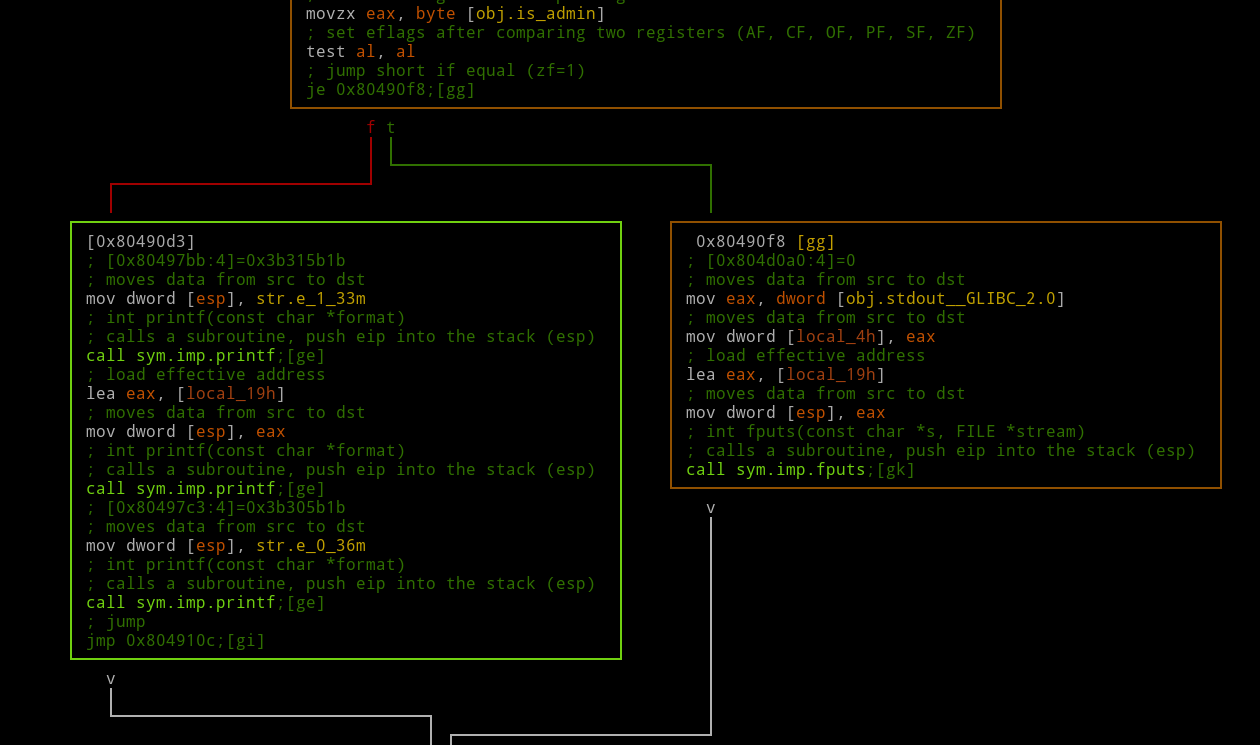 movzx eax, byte [obj.is_admin]
; set eflags after comparing two registers (AF, CF, OF, PF, SF, ZF)
test al, al
; jump short if equal (zf=1)
je 0x80490f8;[gg]
f t
[0x80490d3]
; [0x80497bb:4]=0x3b315b1b
; moves data from src to dst
mov dword [esp], str.e_1_33m
; int printf(const char *format)
; calls a subroutine, push eip into the stack (esp)
call sym.imp.printf;[ge]
; load effective address
lea eax, [local_19h]
; moves data from src to dst
mov dword [esp], eax
; int printf(const char *format)
; calls a subroutine, push eip into the stack (esp)
call sym.imp.printf;[ge]
; [0x80497c3:4]=0x3b305b1b
; moves data from src to dst
mov dword [esp], str.e_0_36m
; int printf(const char *format)
; calls a subroutine, push eip into the stack (esp)
call sym.imp.printf;[ge]
; jump
jmp 0x804910c;[gi]
v
0x80490f8 [gg]
; [0x804d0a0:4]=0
; moves data from src to dst
mov eax, dword [obj.stdout__GLIBC_2.0]
; moves data from src to dst
mov dword [local_4h], eax
; load effective address
lea eax, [local_19h]
; moves data from src to dst
mov dword [esp], eax
; int fputs(const char *s, FILE *stream)
; calls a subroutine, push eip into the stack (esp)
call sym.imp.fputs;[gk]
v